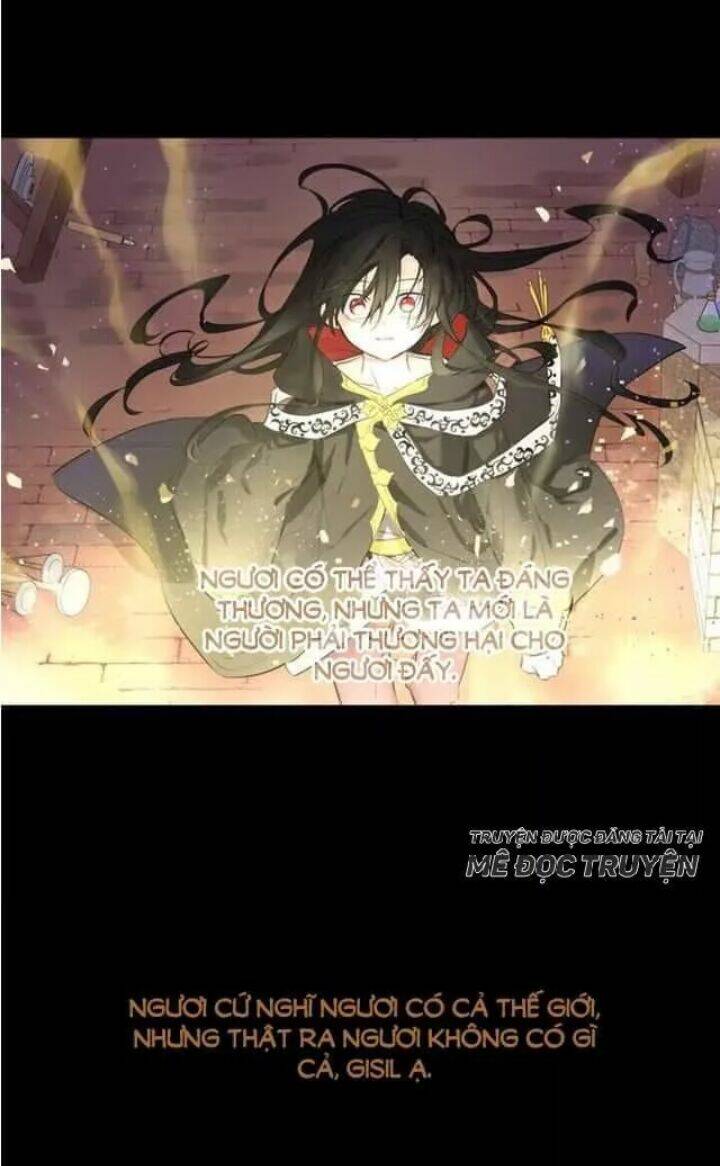 NGƯƠI CÓ THỂ THẤY TA ĐÁNG
THƯƠNG, NHƯNG TA MỚI LÀ
NGƯỜI PHẢI THƯƠNG HẠI CHO
NGƯƠI ĐẤY.
TRUYỆN ĐƯỢC ĐĂNG TẢI TẠI
MÊ ĐỌC TRUYỆN
NGƯƠI CỨ NGHĨ NGƯƠI CÓ CẢ THẾ GIỚI,
NHƯNG THẬT RA NGƯƠI KHÔNG CÓ GÌ
CẢ, GISIL Ạ.